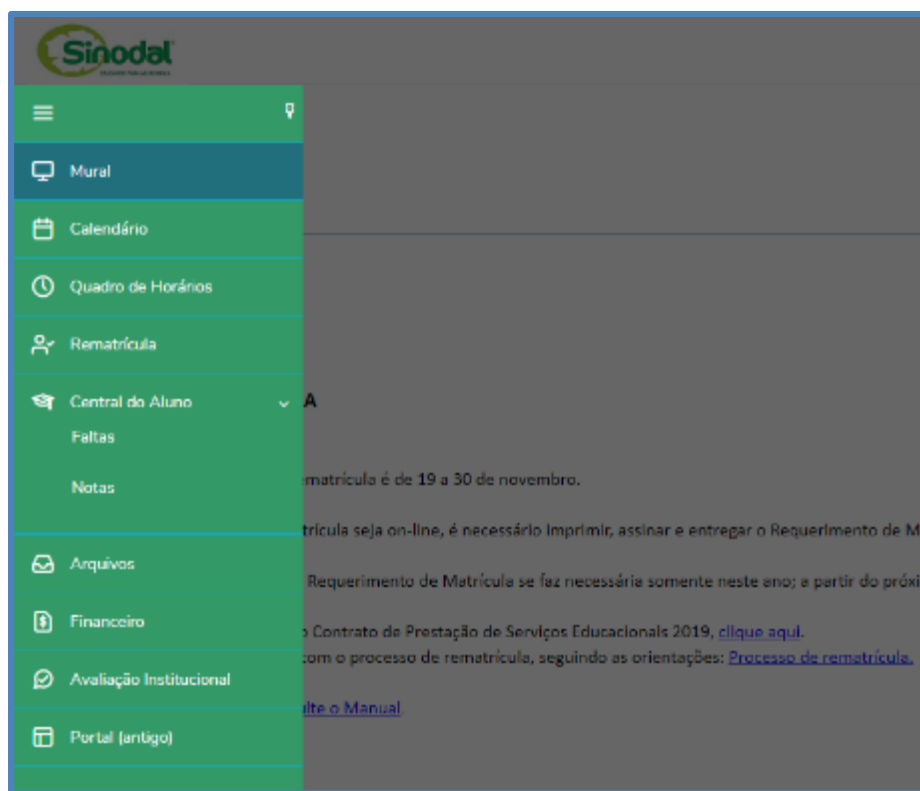 Sinodal
Mural
Calendário
Quadro de Horários
Rematrícula
Central do Aluno
Faltas
Notas
Arquivos
Financeiro
Avaliação Institucional
Portal (antigo)
A
ematrícula é de 19 a 30 de novembro.
trícula seja on-line, é necessário imprimir, assinar e entregar o Requerimento de M
Requerimento de Matrícula se faz necessária somente neste ano; a partir do próxi
o Contrato de Prestação de Serviços Educacionais 2019, clique aqui.
com o processo de rematrícula, seguindo as orientações: Processo de rematrícula.
ulte o Manual.